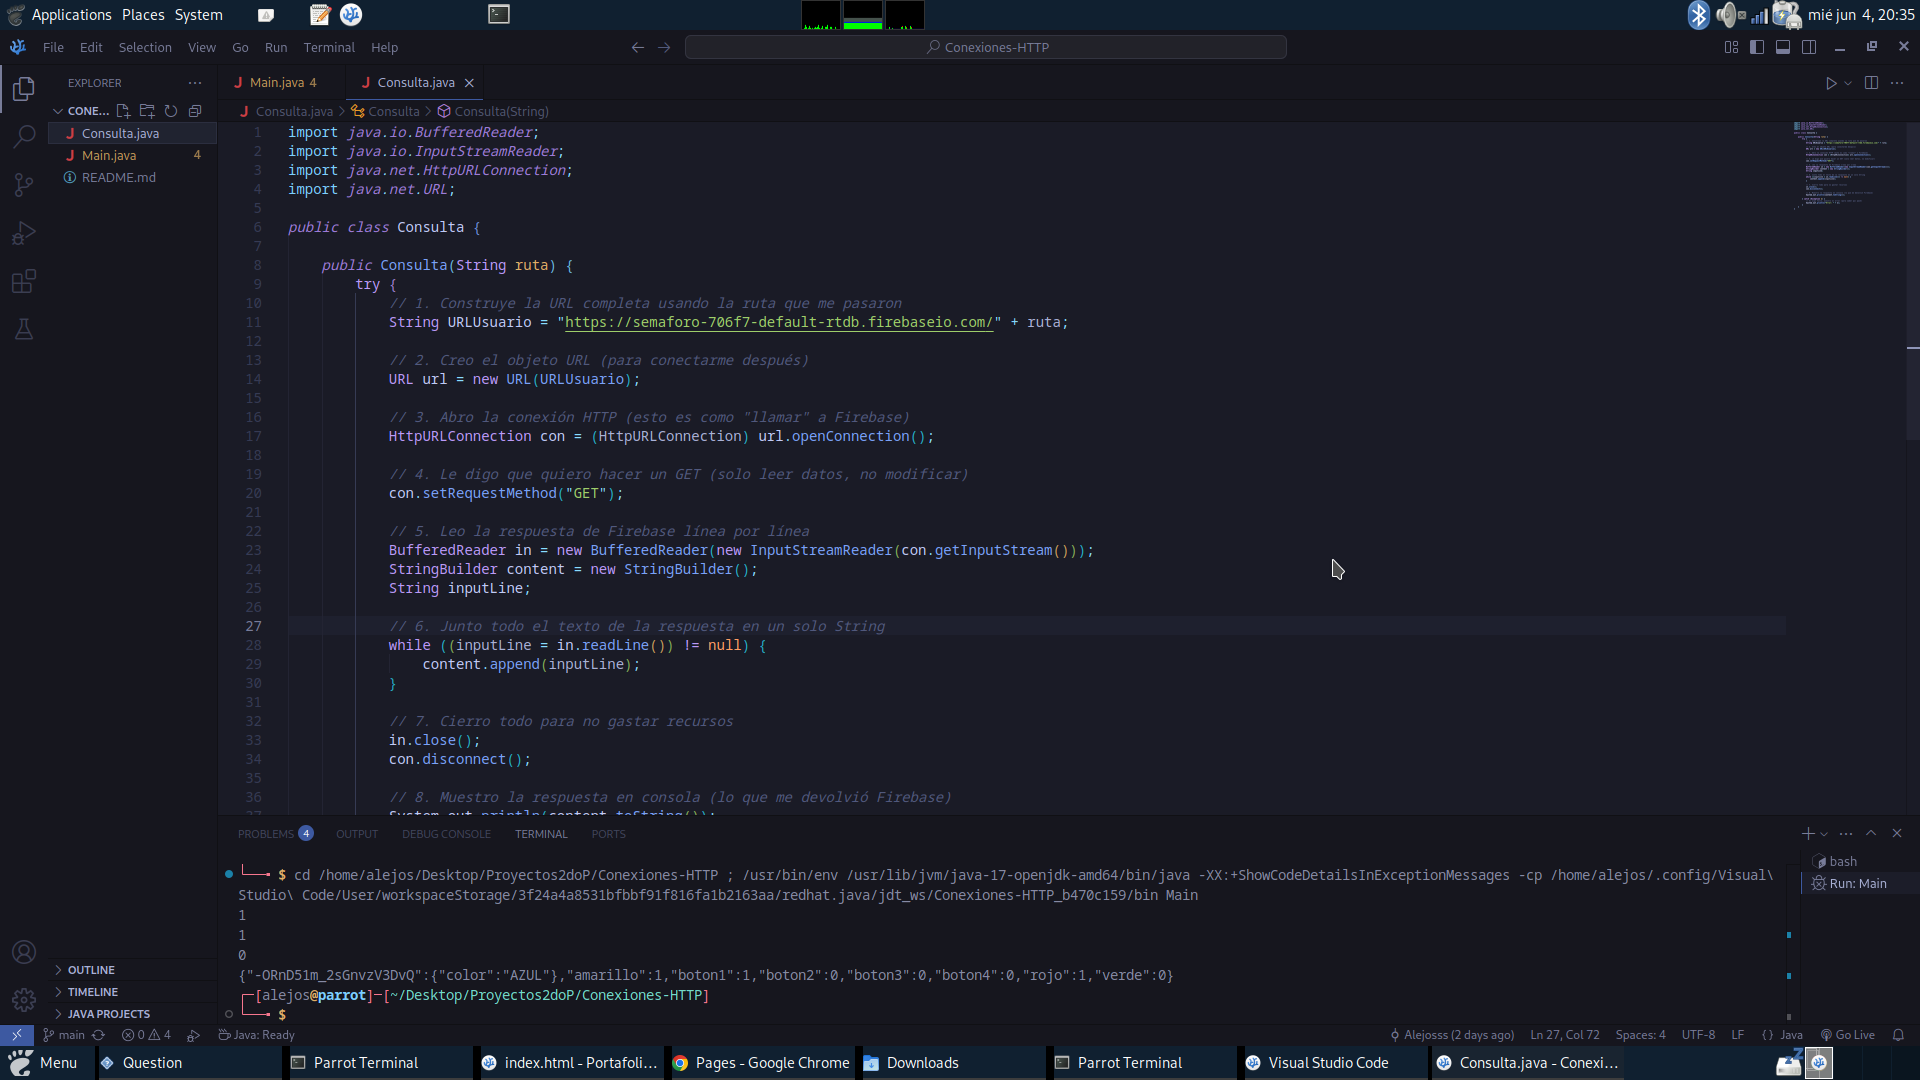 Applications Places System
mié jun 4, 20:35
File Edit Selection View Go Run Terminal Help
Conexiones-HTTP
EXPLORER
Main.java 4
Consulta.java
CONE...
Consulta.java > Consulta > Consulta(String)
Consulta.java
Main.java 4
README.md
1 import java.io.BufferedReader;
2 import java.io.InputStreamReader;
3 import java.net.HttpURLConnection;
4 import java.net.URL;
5
6 public class Consulta {
7
8 public Consulta(String ruta) {
9 try {
10 // 1. Construye la URL completa usando la ruta que me pasaron
11 String URLUsuario = "https://semaforo-706f7-default-rtdb.firebaseio.com/" + ruta;
12
13 // 2. Creo el objeto URL (para conectarme después)
14 URL url = new URL(URLUsuario);
15
16 // 3. Abro la conexión HTTP (esto es como "llamar" a Firebase)
17 HttpURLConnection con = (HttpURLConnection) url.openConnection();
18
19 // 4. Le digo que quiero hacer un GET (solo leer datos, no modificar)
20 con.setRequestMethod("GET");
21
22 // 5. Leo la respuesta de Firebase línea por línea
23 BufferedReader in = new BufferedReader(new InputStreamReader(con.getInputStream()));
24 StringBuilder content = new StringBuilder();
25 String inputLine;
26
27 // 6. Junto todo el texto de la respuesta en un solo String
28 while ((inputLine = in.readLine()) != null) {
29 content.append(inputLine);
30 }
31
32 // 7. Cierro todo para no gastar recursos
33 in.close();
34 con.disconnect();
35
36 // 8. Muestro la respuesta en consola (lo que me devolvió Firebase)
37 System.out.println(content.toString());
PROBLEMS 4 OUTPUT DEBUG CONSOLE TERMINAL PORTS
bash
Run: Main
$ cd /home/alejos/Desktop/Proyectos2doP/Conexiones-HTTP ; /usr/bin/env /usr/lib/jvm/java-17-openjdk-amd64/bin/java -XX:+ShowCodeDetailsInExceptionMessages -cp /home/alejos/.config/Visual\
Studio\ Code/User/workspaceStorage/3f24a4a8531bfbbf91f816fa1b2163aa/redhat.java/jdt_ws/Conexiones-HTTP_b470c159/bin Main
1
1
0
{"-ORnD51m_2sGnvzV3DvQ":{"color":"AZUL"},"amarillo":1,"boton1":1,"boton2":0,"boton3":0,"boton4":0,"rojo":1,"verde":0}
[alejos@parrot]─[~/Desktop/Proyectos2doP/Conexiones-HTTP]
$
OUTLINE
TIMELINE
JAVA PROJECTS
main 0 4 Java: Ready
Alejosss (2 days ago) Ln 27, Col 72 Spaces: 4 UTF-8 LF {} Java Go Live
Menu Question Parrot Terminal index.html - Portafoli... Pages - Google Chrome Downloads Parrot Terminal Visual Studio Code Consulta.java - Conexi...